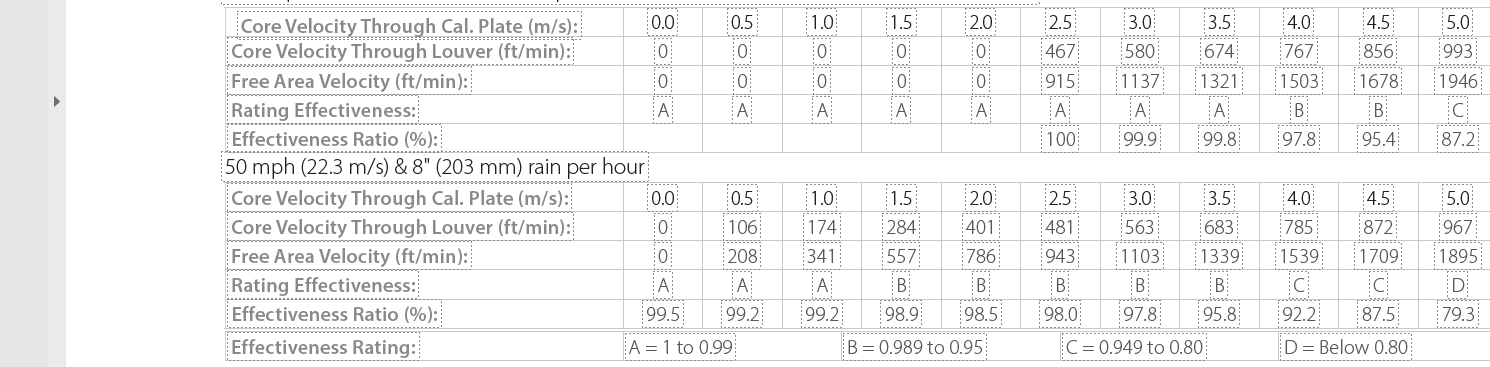 Core Velocity Through Cal. Plate (m/s): 0.0 0.5 1.0 1.5 2.0 2.5 3.0 3.5 4.0 4.5 5.0
Core Velocity Through Louver (ft/min): 0 0 0 0 0 467 580 674 767 856 993
Free Area Velocity (ft/min): 0 0 0 0 0 915 1137 1321 1503 1678 1946
Rating Effectiveness: A A A A A A A A B B C
Effectiveness Ratio (%): 100 99.9 99.8 97.8 95.4 87.2
50 mph (22.3 m/s) & 8" (203 mm) rain per hour
Core Velocity Through Cal. Plate (m/s): 0.0 0.5 1.0 1.5 2.0 2.5 3.0 3.5 4.0 4.5 5.0
Core Velocity Through Louver (ft/min): 0 106 174 284 401 481 563 683 785 872 967
Free Area Velocity (ft/min): 0 208 341 557 786 943 1103 1339 1539 1709 1895
Rating Effectiveness: A A A B B B B B C C D
Effectiveness Ratio (%): 99.5 99.2 99.2 98.9 98.5 98.0 97.8 95.8 92.2 87.5 79.3
Effectiveness Rating: A = 1 to 0.99 B = 0.989 to 0.95 C = 0.949 to 0.80 D = Below 0.80